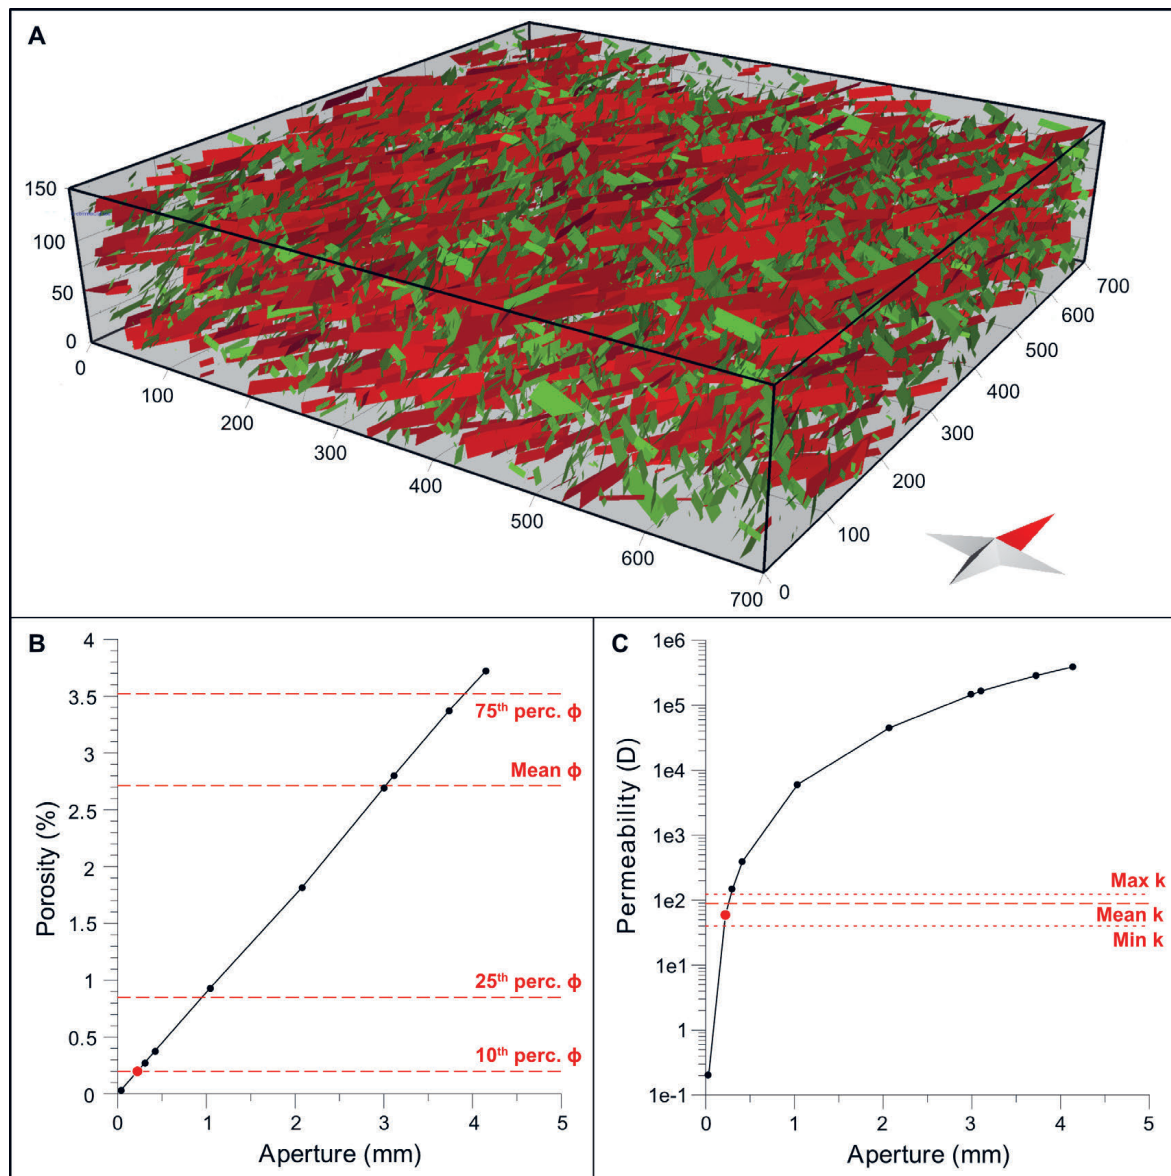 A
150
100
50
0
0
100
200
300
400
500
600
700
0
100
200
300
400
500
600
700
B
4
3.5
3
2.5
2
1.5
1
0.5
0
Porosity (%)
75th perc. ϕ
Mean ϕ
25th perc. ϕ
10th perc. ϕ
0 1 2 3 4 5
Aperture (mm)
C
1e6
1e5
1e4
1e3
1e2
1e1
1
1e-1
Permeability (D)
Max k
Mean k
Min k
0 1 2 3 4 5
Aperture (mm)